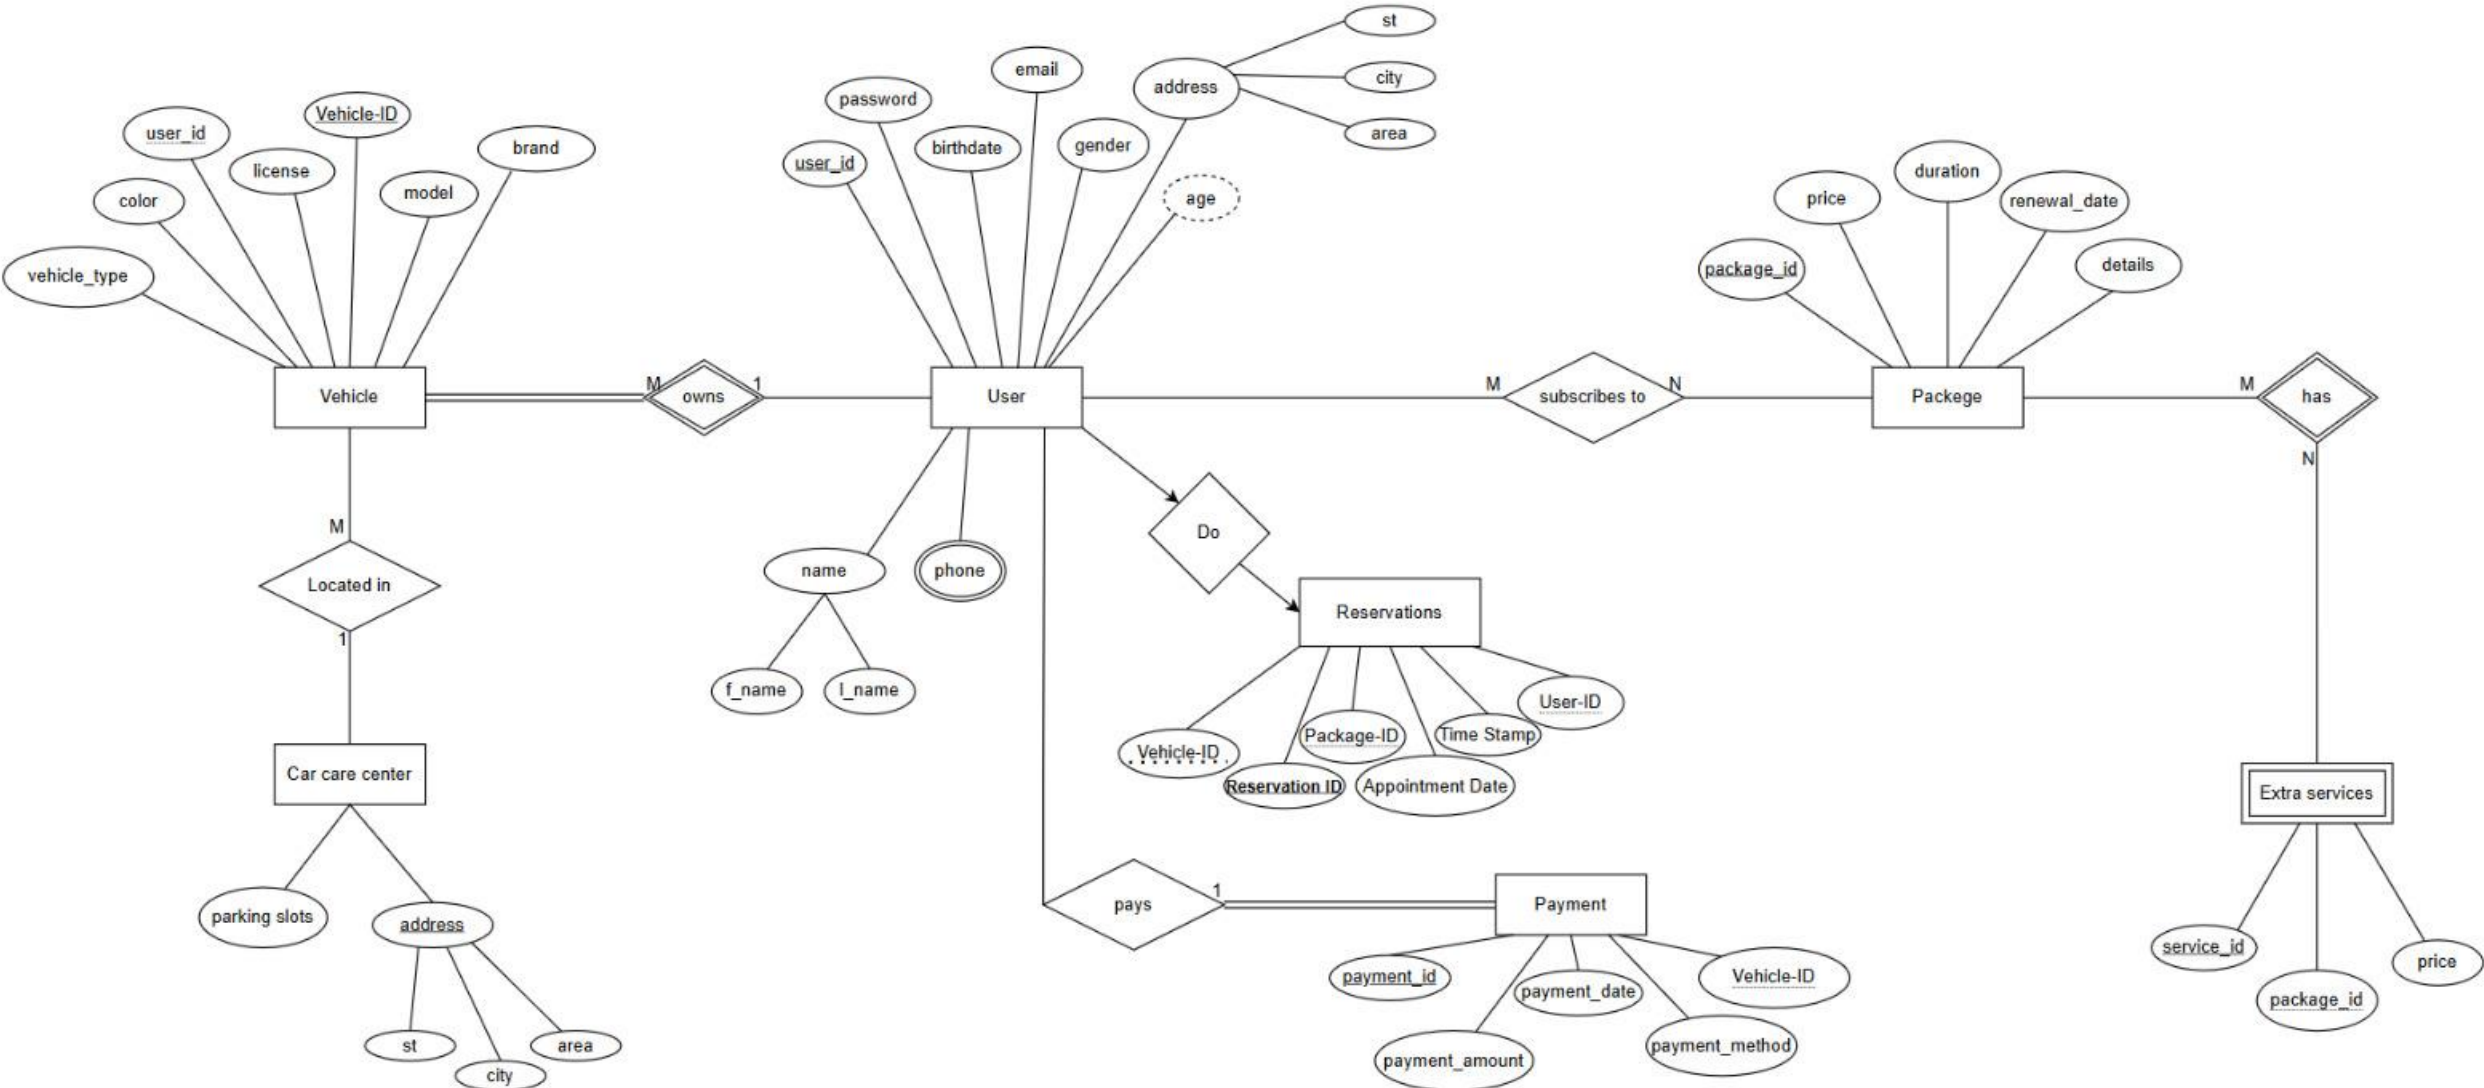 st
email
city
address
password
Vehicle-ID
user_id
area
gender
birthdate
brand
user_id
license
duration
model
age
price
renewal_date
color
details
package_id
vehicle_type
M
1
M
N
M
Vehicle
owns
User
subscribes to
Packege
has
N
M
Do
name
phone
Located in
Reservations
1
f_name
l_name
User-ID
Package-ID
Time Stamp
Vehicle-ID
Car care center
Reservation ID
Appointment Date
Extra services
1
pays
Payment
parking slots
address
service_id
price
payment_id
Vehicle-ID
payment_date
package_id
st
area
payment_method
payment_amount
city